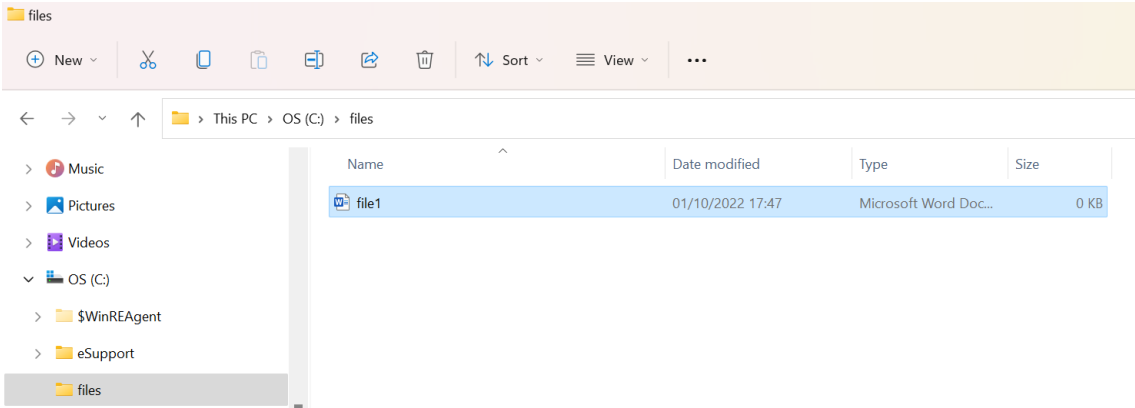 files
New Sort View
This PC > OS (C:) > files
Name Date modified Type Size
Music
Pictures
Videos
OS (C:)
$WinREAgent
eSupport
files
file1 01/10/2022 17:47 Microsoft Word Doc... 0 KB